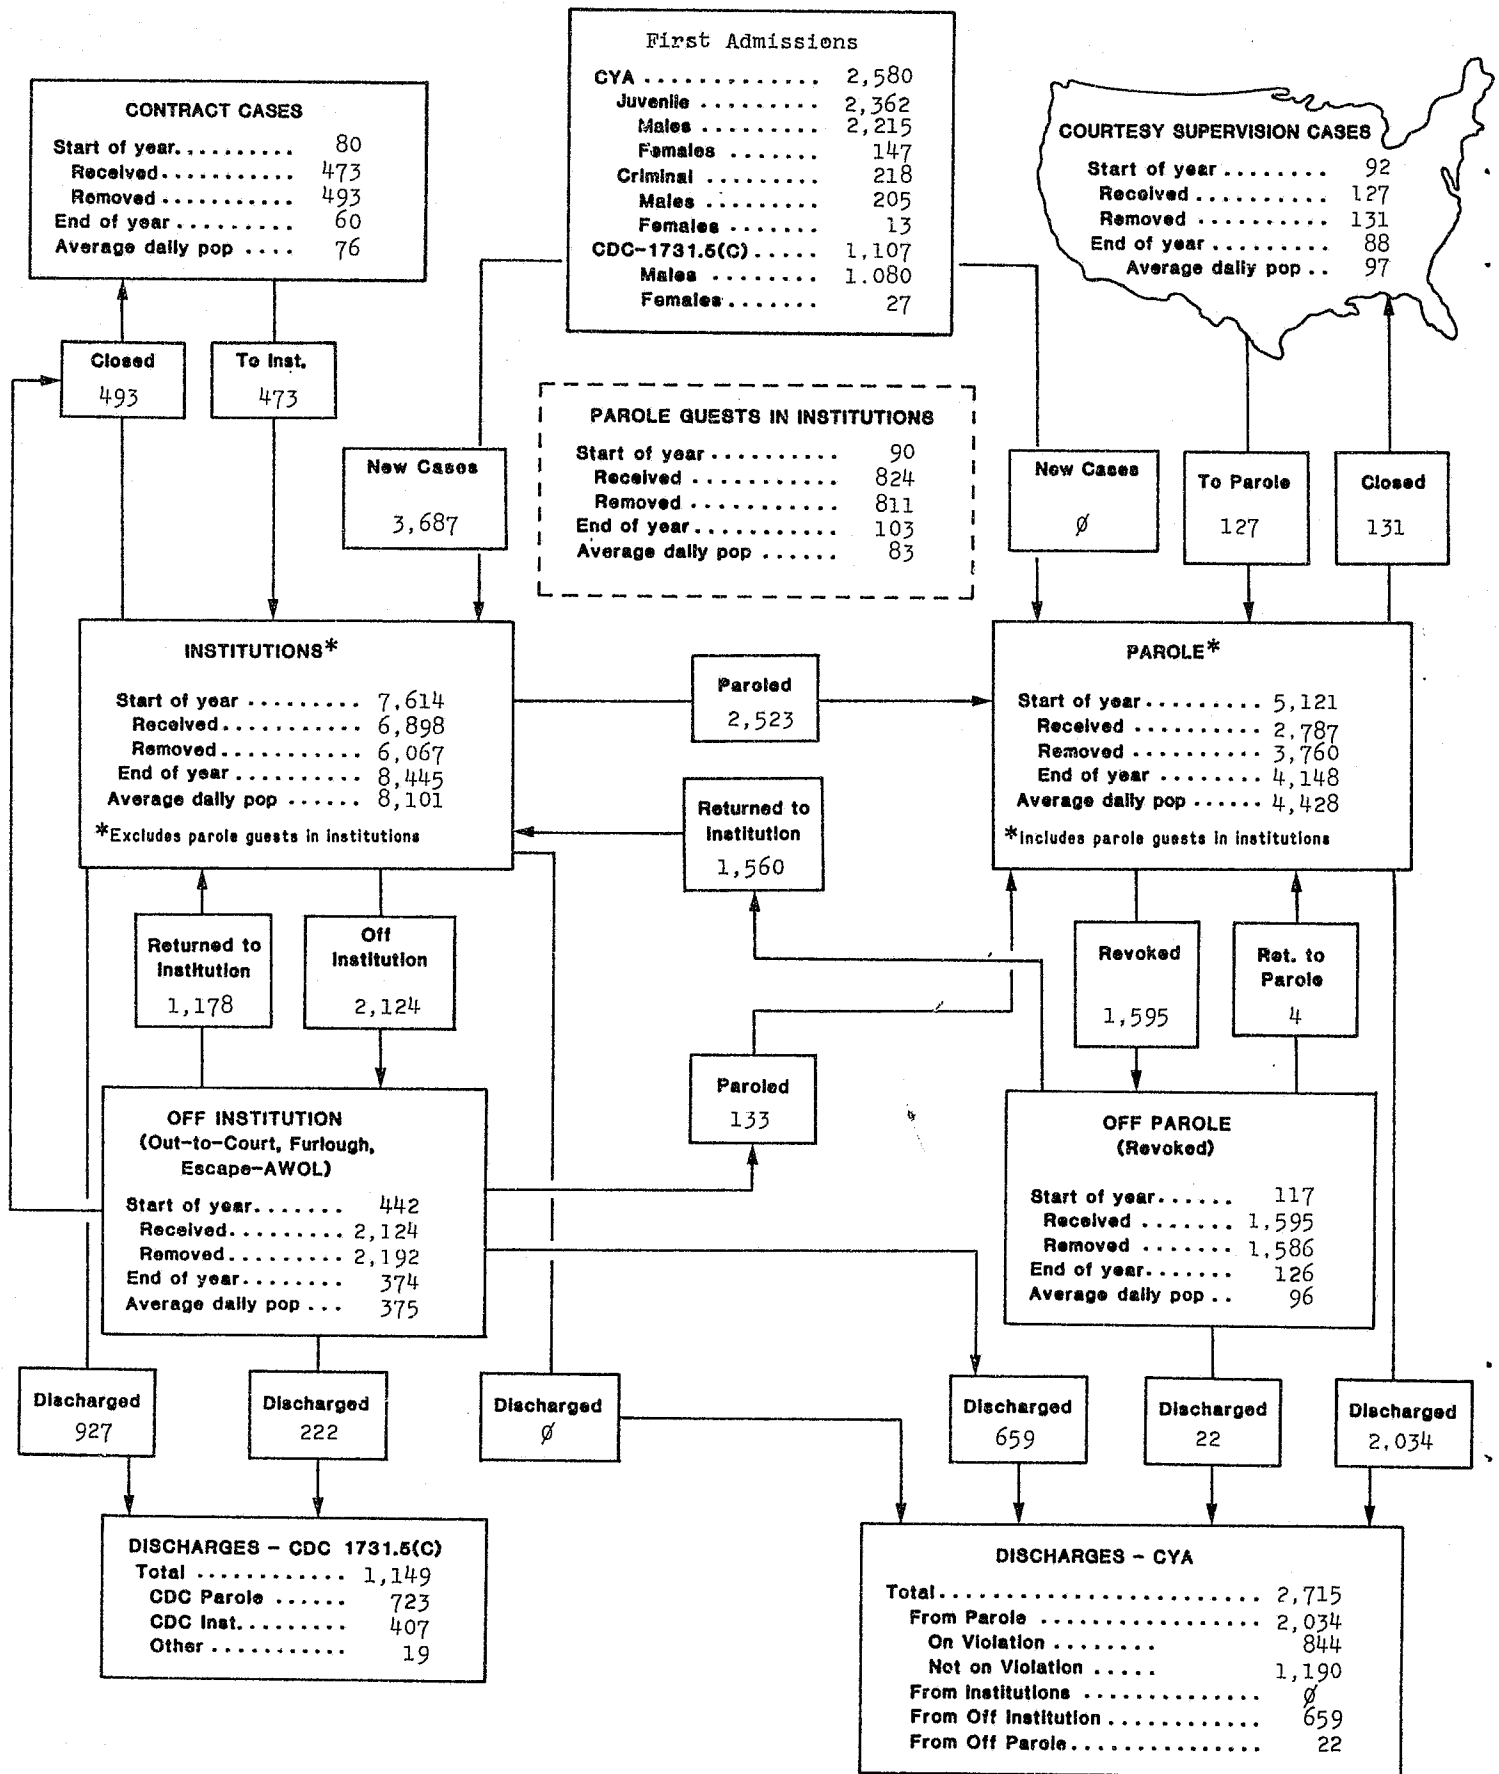 First Admissions
CYA .............. 2,580
Juvenile .......... 2,362
Males .......... 2,215
Females ....... 147
Criminal ......... 218
Males ......... 205
Females ....... 13
CDC-1731.5(C)..... 1,107
Males ........ 1.080
Females ....... 27
CONTRACT CASES
Start of year.......... 80
Received ........... 473
Removed ........... 493
End of year .......... 60
Average daily pop .... 76
COURTESY SUPERVISION CASES
Start of year ........ 92
Received .......... 127
Removed .......... 131
End of year ......... 88
Average daily pop .. 97
Closed
493
To Inst.
473
New Cases
3,687
PAROLE GUESTS IN INSTITUTIONS
Start of year .......... 90
Received ........... 824
Removed ........... 811
End of year ........... 103
Average daily pop ...... 83
New Cases
∅
To Parole
127
Closed
131
INSTITUTIONS*
Start of year ......... 7,614
Received ........... 6,898
Removed ........... 6,067
End of year .......... 8,445
Average daily pop ...... 8,101
*Excludes parole guests in institutions
Paroled
2,523
PAROLE*
Start of year ......... 5,121
Received .......... 2,787
Removed .......... 3,760
End of year ........ 4,148
Average daily pop ...... 4,428
*Includes parole guests in institutions
Returned to
Institution
1,560
Returned to
Institution
1,178
Off
Institution
2,124
Revoked
1,595
Ret. to
Parole
4
Paroled
133
OFF INSTITUTION
(Out-to-Court, Furlough,
Escape-AWOL)
Start of year....... 442
Received......... 2,124
Removed......... 2,192
End of year........ 374
Average daily pop ... 375
OFF PAROLE
(Revoked)
Start of year...... 117
Received ....... 1,595
Removed ....... 1,586
End of year....... 126
Average daily pop .. 96
Discharged
927
Discharged
222
Discharged
∅
Discharged
659
Discharged
22
Discharged
2,034
DISCHARGES - CDC 1731.5(C)
Total ............ 1,149
CDC Parole ...... 723
CDC Inst......... 407
Other ........... 19
DISCHARGES - CYA
Total........................ 2,715
From Parole ................ 2,034
On Violation ........ 844
Not on Violation ..... 1,190
From Institutions ............. ∅
From Off Institution ............ 659
From Off Parole............... 22